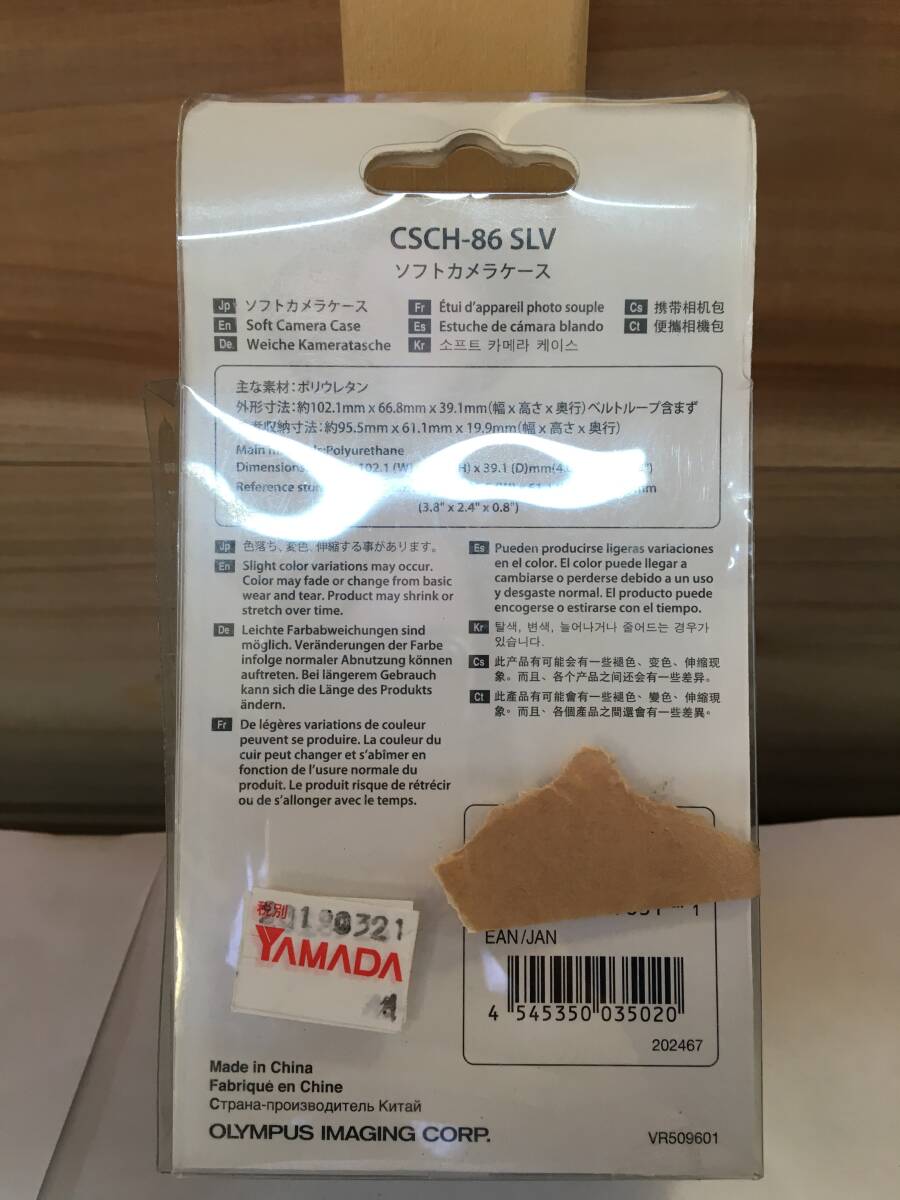 CSCH-86 SLV
ソフトカメラケース
Jp ソフトカメラケース
En Soft Camera Case
De Weiche Kameratasche
Fr Étui d'appareil photo souple
Es Estuche de cámara blando
Kr 소프트 카메라 케이스
Cs 携带相机包
Ct 便攜相機包
主な素材：ポリウレタン
外形寸法：約102.1mm x 66.8mm x 39.1mm（幅 x 高さ x 奥行）ベルトループ含まず
収納寸法：約95.5mm x 61.1mm x 19.9mm（幅 x 高さ x 奥行）
Main :Polyurethane
Dimensions 102.1 (W) x 39.1 (D)mm
Reference mm
(3.8" x 2.4" x 0.8")
Jp 色落ち、変色、伸縮する事があります。
En Slight color variations may occur.
Color may fade or change from basic
wear and tear. Product may shrink or
stretch over time.
De Leichte Farbabweichungen sind
möglich. Veränderungen der Farbe
infolge normaler Abnutzung können
auftreten. Bei längerem Gebrauch
kann sich die Länge des Produkts
ändern.
Fr De légères variations de couleur
peuvent se produire. La couleur du
cuir peut changer et s'abîmer en
fonction de l'usure normale du
produit. Le produit risque de rétrécir
ou de s'allonger avec le temps.
Es Pueden producirse ligeras variaciones
en el color. El color puede llegar a
cambiarse o perderse debido a un uso
y desgaste normal. El producto puede
encogerse o estirarse con el tiempo.
Kr 탈색, 변색, 늘어나거나 줄어드는 경우가
있습니다.
Cs 此产品有可能会有一些褪色、变色、伸缩现
象。而且、各个产品之间还会有一些差异。
Ct 此產品有可能會有一些褪色、變色、伸縮現
象。而且、各個產品之間還會有一些差異。
税別
20190321
YAMADA
1
EAN/JAN
4 545350 035020
202467
Made in China
Fabriqué en Chine
Страна-производитель Китай
OLYMPUS IMAGING CORP.
VR509601